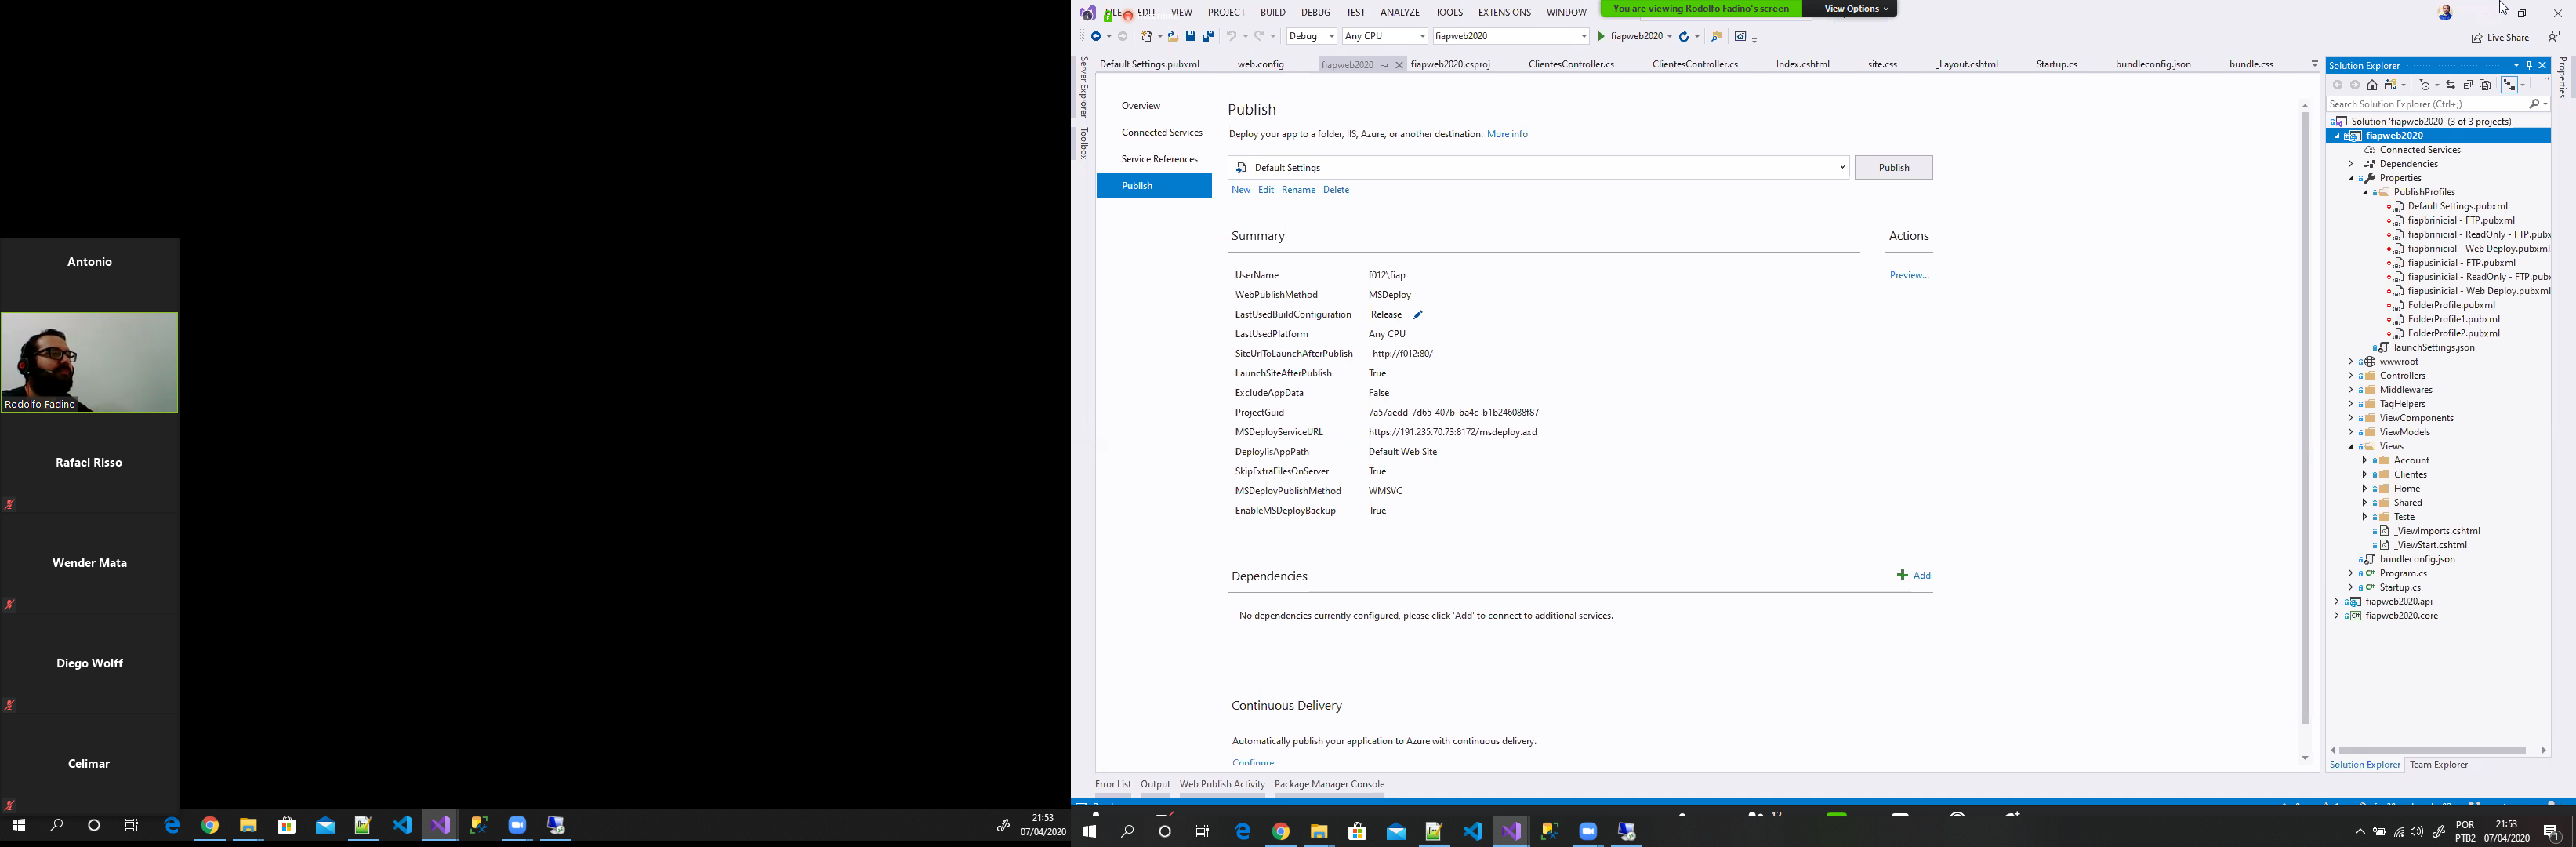 Antonio
Rodolfo Fadino
Rafael Risso
Wender Mata
Diego Wolff
Celimar
21:53
07/04/2020
FILE EDIT VIEW PROJECT BUILD DEBUG TEST ANALYZE TOOLS EXTENSIONS WINDOW
You are viewing Rodolfo Fadino's screen View Options
Debug Any CPU fiapweb2020 fiapweb2020
Live Share
Server Explorer
Toolbox
Default Settings.pubxml web.config fiapweb2020 fiapweb2020.csproj ClientesController.cs ClientesController.cs Index.cshtml site.css _Layout.cshtml Startup.cs bundleconfig.json bundle.css
Overview
Connected Services
Service References
Publish
Publish
Deploy your app to a folder, IIS, Azure, or another destination. More info
Default Settings Publish
New Edit Rename Delete
Summary Actions
UserName f012\fiap Preview...
WebPublishMethod MSDeploy
LastUsedBuildConfiguration Release
LastUsedPlatform Any CPU
SiteUrlToLaunchAfterPublish http://f012:80/
LaunchSiteAfterPublish True
ExcludeAppData False
ProjectGuid 7a57aedd-7d65-407b-ba4c-b1b246088f87
MSDeployServiceURL https://191.235.70.73:8172/msdeploy.axd
DeployIisAppPath Default Web Site
SkipExtraFilesOnServer True
MSDeployPublishMethod WMSVC
EnableMSDeployBackup True
Dependencies Add
No dependencies currently configured, please click 'Add' to connect to additional services.
Continuous Delivery
Automatically publish your application to Azure with continuous delivery.
Configure
Error List Output Web Publish Activity Package Manager Console
Solution Explorer
Search Solution Explorer (Ctrl+;)
Solution 'fiapweb2020' (3 of 3 projects)
fiapweb2020
Connected Services
Dependencies
Properties
PublishProfiles
Default Settings.pubxml
fiapbrinicial - FTP.pubxml
fiapbrinicial - ReadOnly - FTP.pubx
fiapbrinicial - Web Deploy.pubxml
fiapusinicial - FTP.pubxml
fiapusinicial - ReadOnly - FTP.pubx
fiapusinicial - Web Deploy.pubxml
FolderProfile.pubxml
FolderProfile1.pubxml
FolderProfile2.pubxml
launchSettings.json
wwwroot
Controllers
Middlewares
TagHelpers
ViewComponents
ViewModels
Views
Account
Clientes
Home
Shared
Teste
_ViewImports.cshtml
_ViewStart.cshtml
bundleconfig.json
Program.cs
Startup.cs
fiapweb2020.api
fiapweb2020.core
Solution Explorer Team Explorer
Properties
POR
PTB2
21:53
07/04/2020